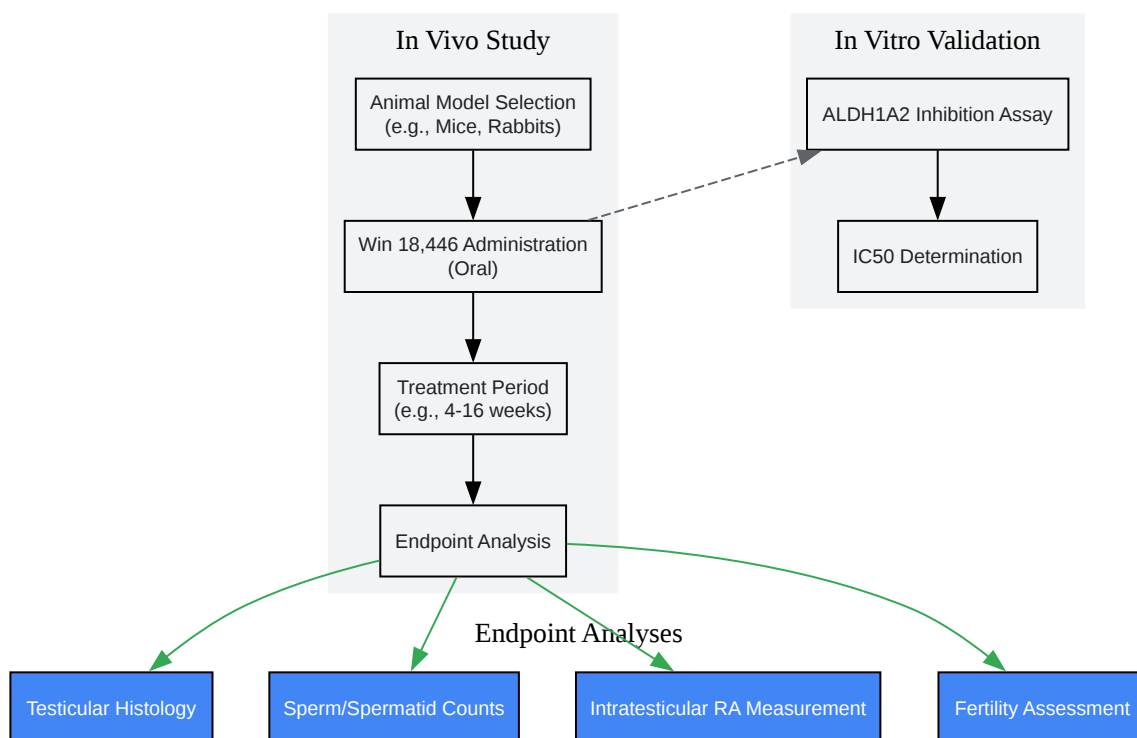 In Vivo Study
Animal Model Selection
(e.g., Mice, Rabbits)
Win 18,446 Administration
(Oral)
Treatment Period
(e.g., 4-16 weeks)
Endpoint Analysis
In Vitro Validation
ALDH1A2 Inhibition Assay
IC50 Determination
Endpoint Analyses
Testicular Histology
Sperm/Spermatid Counts
Intratesticular RA Measurement
Fertility Assessment